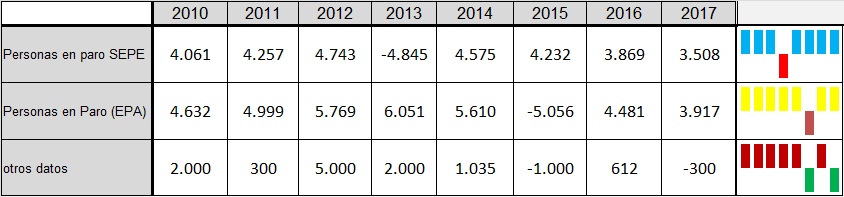 2010 2011 2012 2013 2014 2015 2016 2017
Personas en paro SEPE 4.061 4.257 4.743 -4.845 4.575 4.232 3.869 3.508
Personas en Paro (EPA) 4.632 4.999 5.769 6.051 5.610 -5.056 4.481 3.917
otros datos 2.000 300 5.000 2.000 1.035 -1.000 612 -300